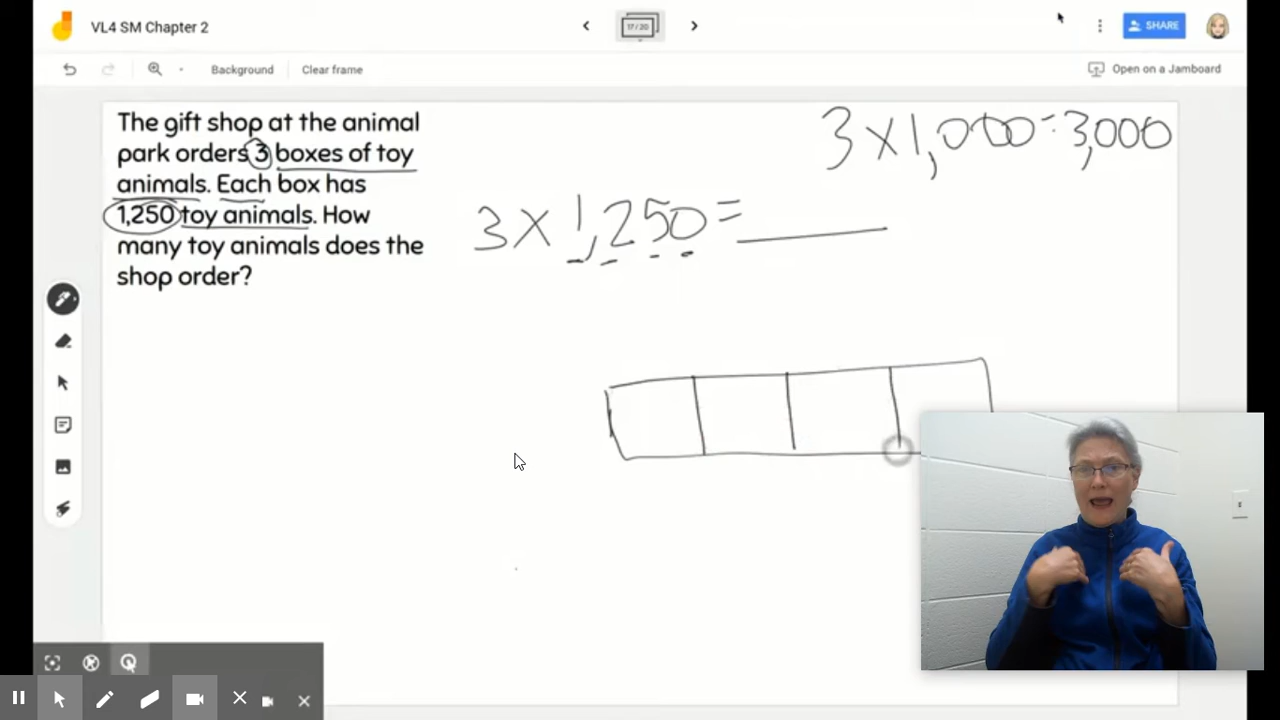 VL4 SM Chapter 2
17/20
SHARE
Background
Clear frame
Open on a Jamboard
The gift shop at the animal
park orders 3 boxes of toy
animals. Each box has
1,250 toy animals. How
many toy animals does the
shop order?
3 x 1,000 = 3,000
3 x 1,250 = ____